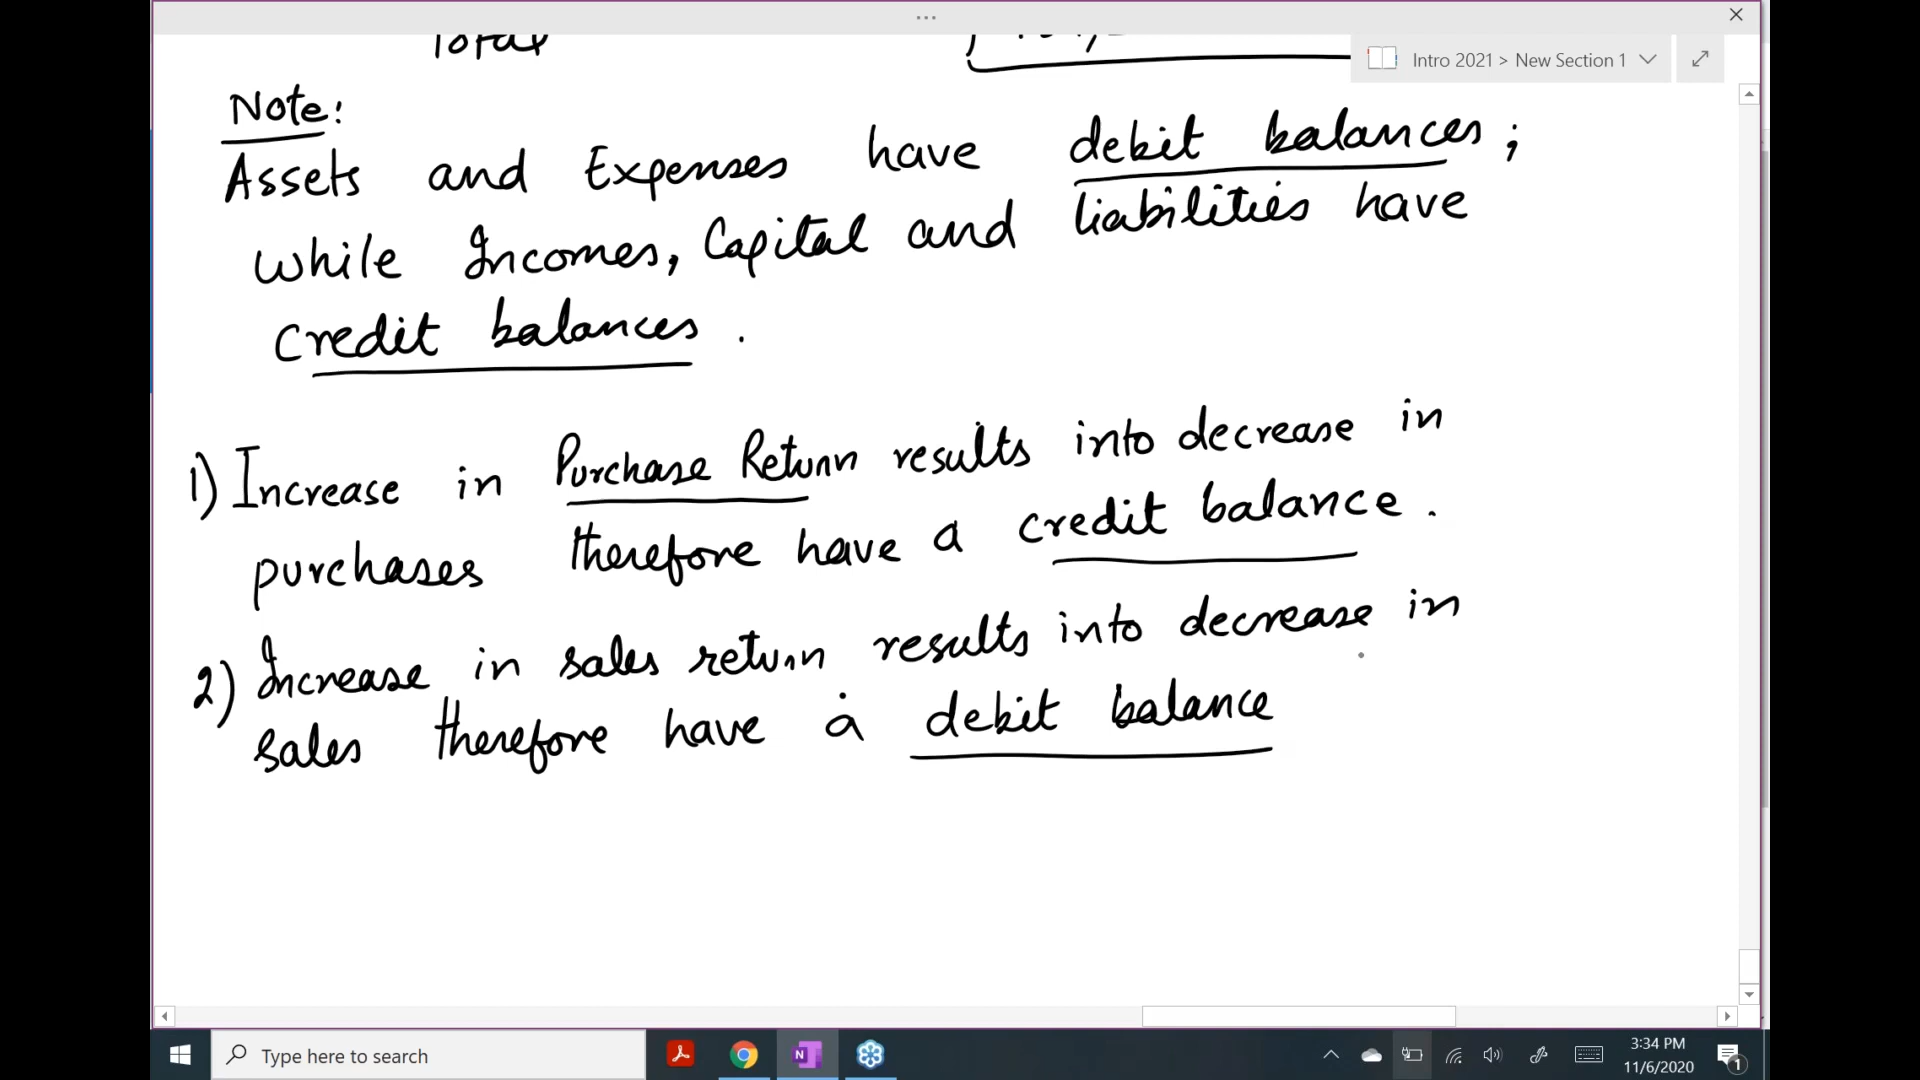 Total
Intro 2021 > New Section 1
Note:
Assets and Expenses have debit balances;
while Incomes, Capital and liabilities have
credit balances.
1) Increase in Purchase Return results into decrease in
purchases therefore have a credit balance.
2) Increase in sales return results into decrease in
sales therefore have a debit balance
Type here to search
3:34 PM
11/6/2020
1